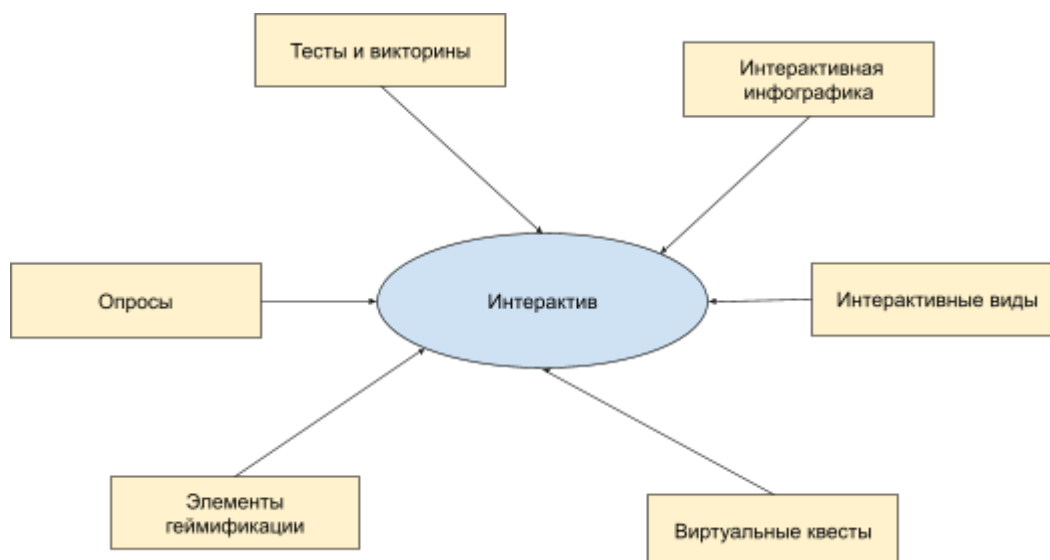 Тесты и викторины
Интерактивная
инфографика
Опросы
Интерактив
Интерактивные виды
Элементы
геймификации
Виртуальные квесты